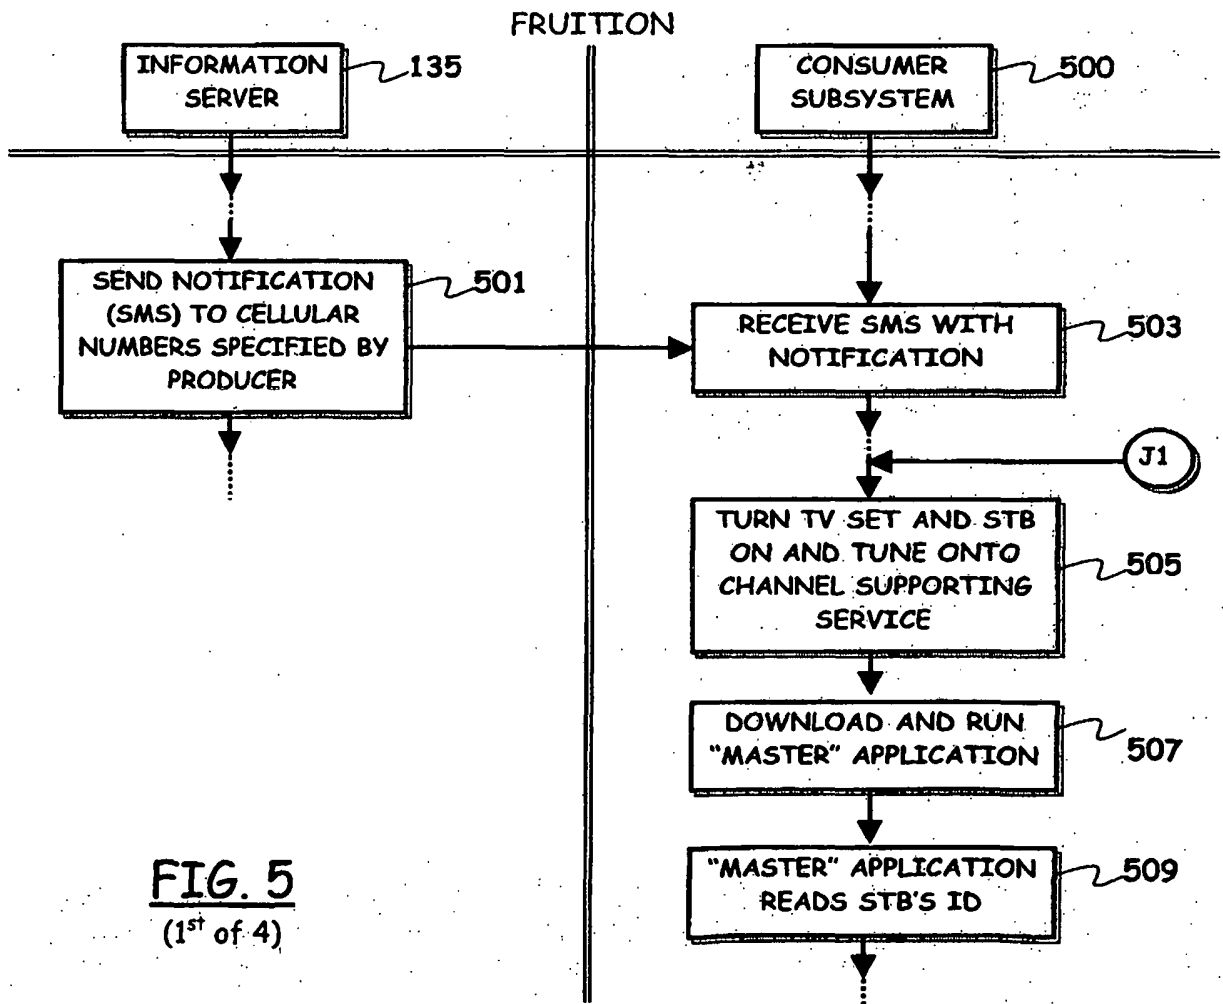 FRUITION
INFORMATION
SERVER
135
CONSUMER
SUBSYSTEM
500
SEND NOTIFICATION
(SMS) TO CELLULAR
NUMBERS SPECIFIED BY
PRODUCER
501
RECEIVE SMS WITH
NOTIFICATION
503
J1
TURN TV SET AND STB
ON AND TUNE ONTO
CHANNEL SUPPORTING
SERVICE
505
DOWNLOAD AND RUN
“MASTER” APPLICATION
507
“MASTER” APPLICATION
READS STB'S ID
509
FIG. 5
(1st of 4)